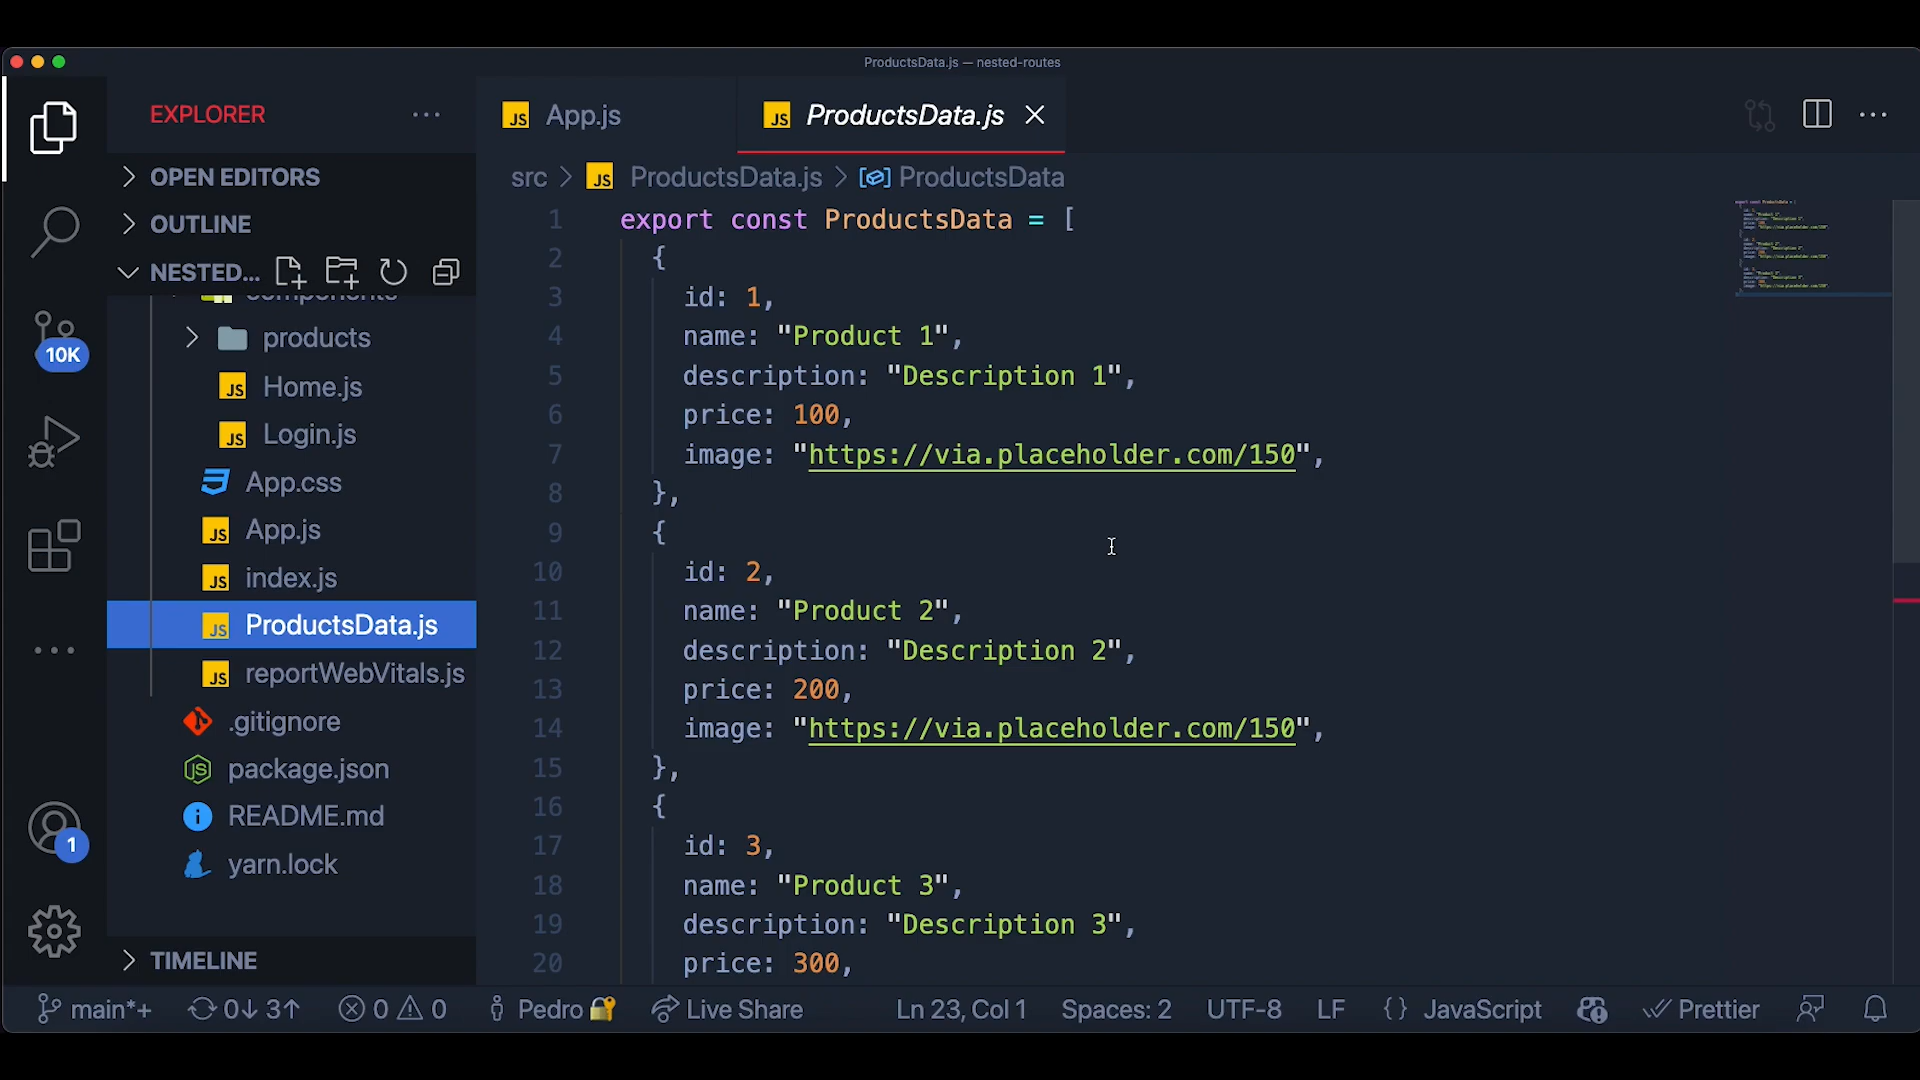 ProductsData.js — nested-routes
EXPLORER
App.js
ProductsData.js
OPEN EDITORS
OUTLINE
NESTED...
components
products
Home.js
Login.js
App.css
App.js
index.js
ProductsData.js
reportWebVitals.js
.gitignore
package.json
README.md
yarn.lock
TIMELINE
10K
1
src > ProductsData.js > ProductsData
1 export const ProductsData = [
2 {
3 id: 1,
4 name: "Product 1",
5 description: "Description 1",
6 price: 100,
7 image: "https://via.placeholder.com/150",
8 },
9 {
10 id: 2,
11 name: "Product 2",
12 description: "Description 2",
13 price: 200,
14 image: "https://via.placeholder.com/150",
15 },
16 {
17 id: 3,
18 name: "Product 3",
19 description: "Description 3",
20 price: 300,
main*+ 0↓ 3↑ 0 0 Pedro Live Share Ln 23, Col 1 Spaces: 2 UTF-8 LF {} JavaScript Prettier